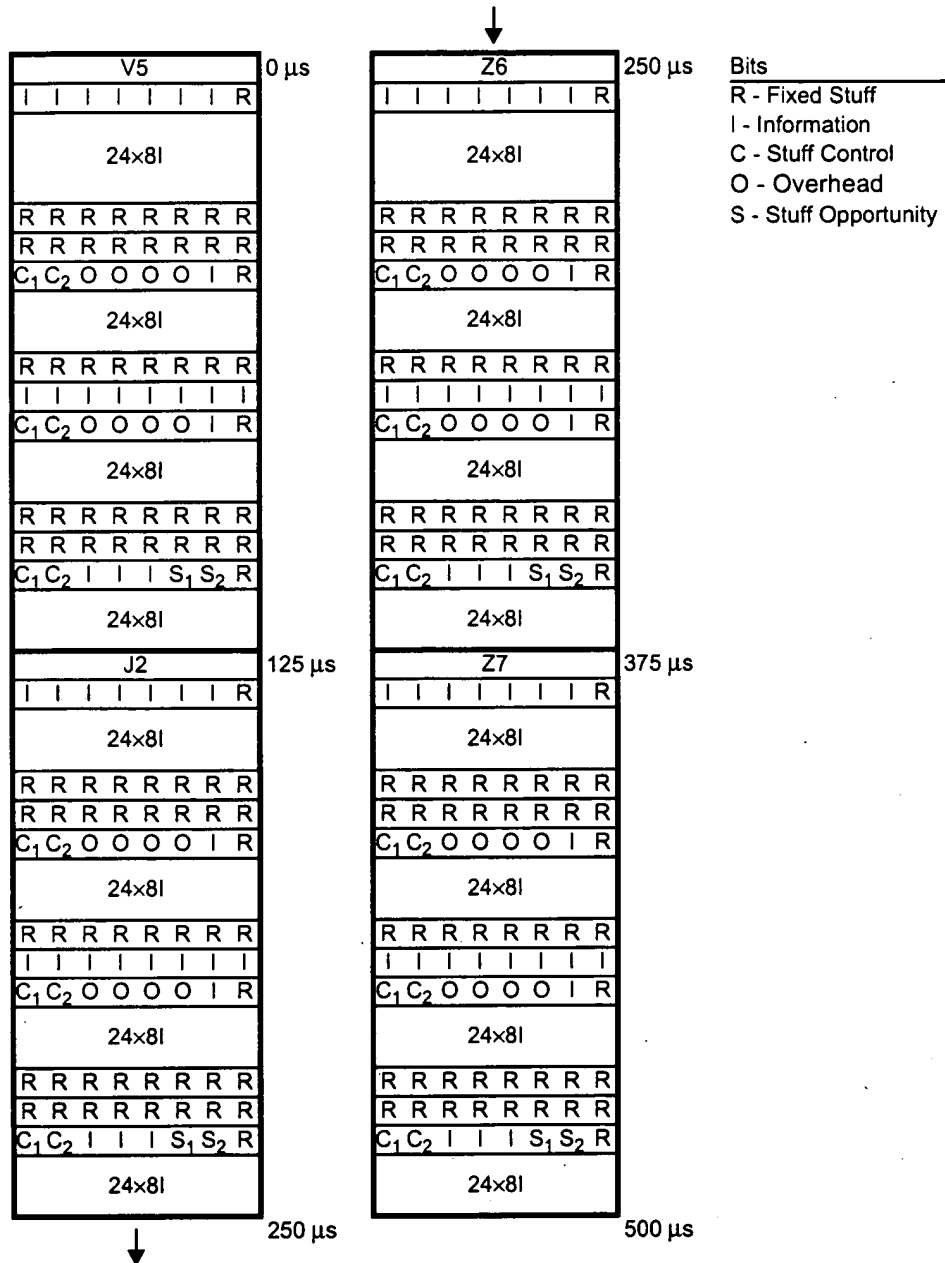 V5 0 μs
I I I I I I I R
24×8I
R R R R R R R R
R R R R R R R R
C₁ C₂ O O O O I R
24×8I
R R R R R R R R
I I I I I I I I
C₁ C₂ O O O O I R
24×8I
R R R R R R R R
R R R R R R R R
C₁ C₂ I I I S₁ S₂ R
24×8I
J2 125 μs
I I I I I I I R
24×8I
R R R R R R R R
R R R R R R R R
C₁ C₂ O O O O I R
24×8I
R R R R R R R R
I I I I I I I I
C₁ C₂ O O O O I R
24×8I
R R R R R R R R
R R R R R R R R
C₁ C₂ I I I S₁ S₂ R
24×8I
250 μs
Z6 250 μs
I I I I I I I R
24×8I
R R R R R R R R
R R R R R R R R
C₁ C₂ O O O O I R
24×8I
R R R R R R R R
I I I I I I I I
C₁ C₂ O O O O I R
24×8I
R R R R R R R R
R R R R R R R R
C₁ C₂ I I I S₁ S₂ R
24×8I
Z7 375 μs
I I I I I I I R
24×8I
R R R R R R R R
R R R R R R R R
C₁ C₂ O O O O I R
24×8I
R R R R R R R R
I I I I I I I I
C₁ C₂ O O O O I R
24×8I
R R R R R R R R
R R R R R R R R
C₁ C₂ I I I S₁ S₂ R
24×8I
500 μs
Bits
R - Fixed Stuff
I - Information
C - Stuff Control
O - Overhead
S - Stuff Opportunity